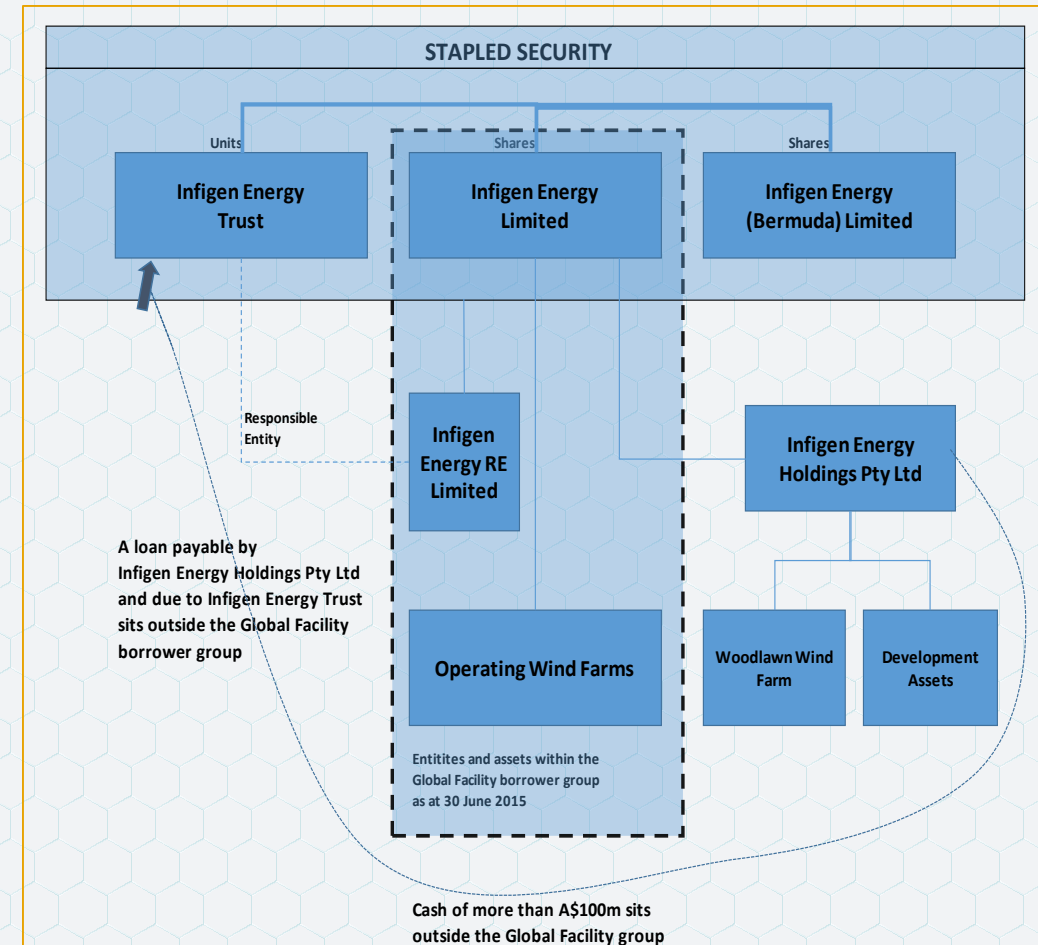 STAPLED SECURITY
Units
Shares
Shares
Infigen Energy
Trust
Infigen Energy
Limited
Infigen Energy
(Bermuda) Limited
Responsible
Entity
Infigen
Energy RE
Limited
Infigen Energy
Holdings Pty Ltd
A loan payable by
Infigen Energy Holdings Pty Ltd
and due to Infigen Energy Trust
sits outside the Global Facility
borrower group
Operating Wind Farms
Woodlawn Wind
Farm
Development
Assets
Entitites and assets within the
Global Facility borrower group
as at 30 June 2015
Cash of more than A$100m sits
outside the Global Facility group